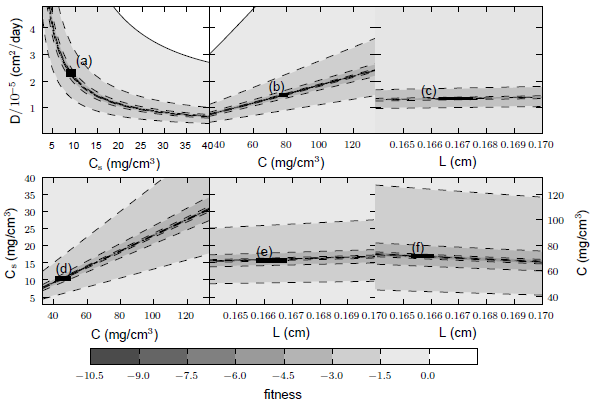 D/10⁻⁵ (cm²/day)
4
3
2
1
(a)
(b)
(c)
5 10 15 20 25 30 35 40 40 60 80 100 120 0.165 0.166 0.167 0.168 0.169 0.170
Cₛ (mg/cm³) C (mg/cm³) L (cm)
Cₛ (mg/cm³)
40
35
30
25
20
15
10
5
(d)
(e)
(f)
120
100
80
60
40
C (mg/cm³)
40 60 80 100 120 0.165 0.166 0.167 0.168 0.169 0.170 0.165 0.166 0.167 0.168 0.169 0.170
C (mg/cm³) L (cm) L (cm)
−10.5 −9.0 −7.5 −6.0 −4.5 −3.0 −1.5 0.0
fitness